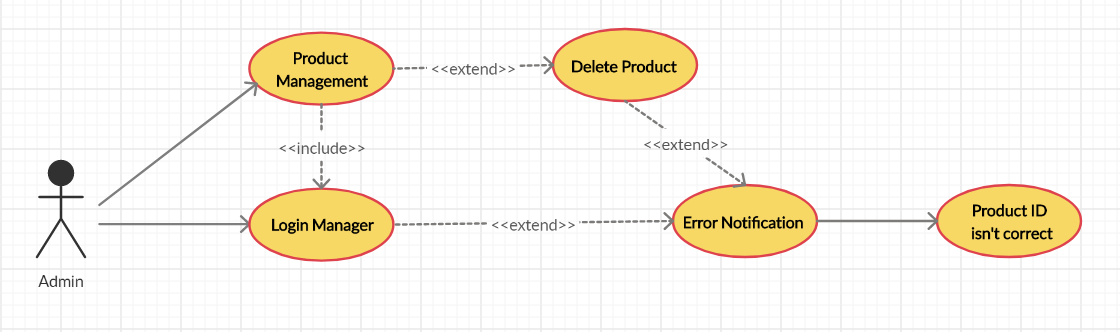 Product
Management
<<extend>>
Delete Product
<<include>>
<<extend>>
Login Manager
<<extend>>
Error Notification
Product ID
isn't correct
Admin